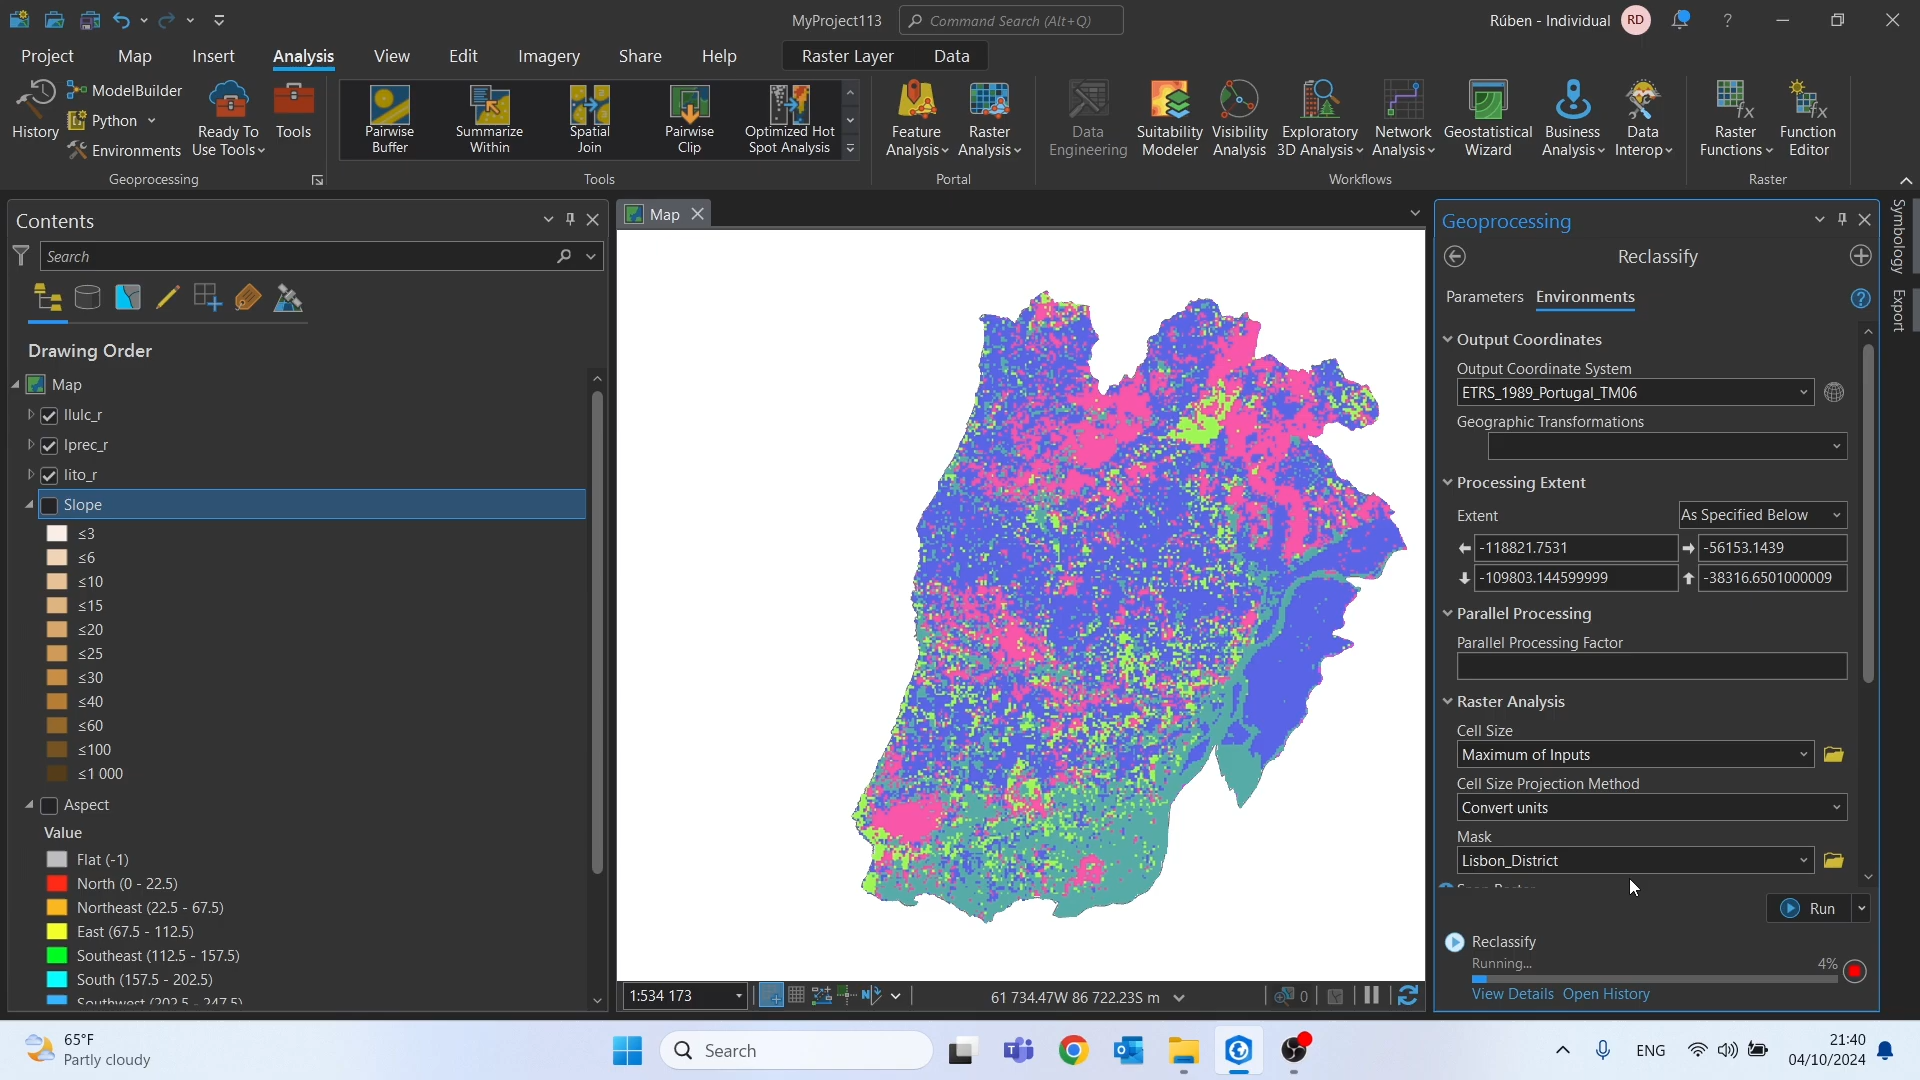 MyProject113
Command Search (Alt+Q)
Rúben - Individual
RD
?
Project
Map
Insert
Analysis
View
Edit
Imagery
Share
Help
Raster Layer
Data
History
ModelBuilder
Python
Environments
Ready To
Use Tools
Tools
Geoprocessing
Pairwise
Buffer
Summarize
Within
Spatial
Join
Pairwise
Clip
Optimized Hot
Spot Analysis
Tools
Feature
Analysis
Raster
Analysis
Portal
Data
Engineering
Suitability
Modeler
Visibility
Analysis
Exploratory
3D Analysis
Network
Analysis
Geostatistical
Wizard
Business
Analysis
Data
Interop
Workflows
Raster
Functions
Function
Editor
Raster
Contents
Search
Drawing Order
Map
llulc_r
lprec_r
lito_r
Slope
≤3
≤6
≤10
≤15
≤20
≤25
≤30
≤40
≤60
≤100
≤1 000
Aspect
Value
Flat (-1)
North (0 - 22.5)
Northeast (22.5 - 67.5)
East (67.5 - 112.5)
Southeast (112.5 - 157.5)
South (157.5 - 202.5)
Southwest (202.5 - 247.5)
Map
1:534 173
61 734.47W 86 722.23S m
0
Geoprocessing
Reclassify
Parameters
Environments
?
Output Coordinates
Output Coordinate System
ETRS_1989_Portugal_TM06
Geographic Transformations
Processing Extent
Extent
As Specified Below
-118821.7531
-56153.1439
-109803.144599999
-38316.6501000009
Parallel Processing
Parallel Processing Factor
Raster Analysis
Cell Size
Maximum of Inputs
Cell Size Projection Method
Convert units
Mask
Lisbon_District
Run
Reclassify
Running...
4%
View Details
Open History
Symbology
Export
65°F
Partly cloudy
Search
ENG
21:40
04/10/2024